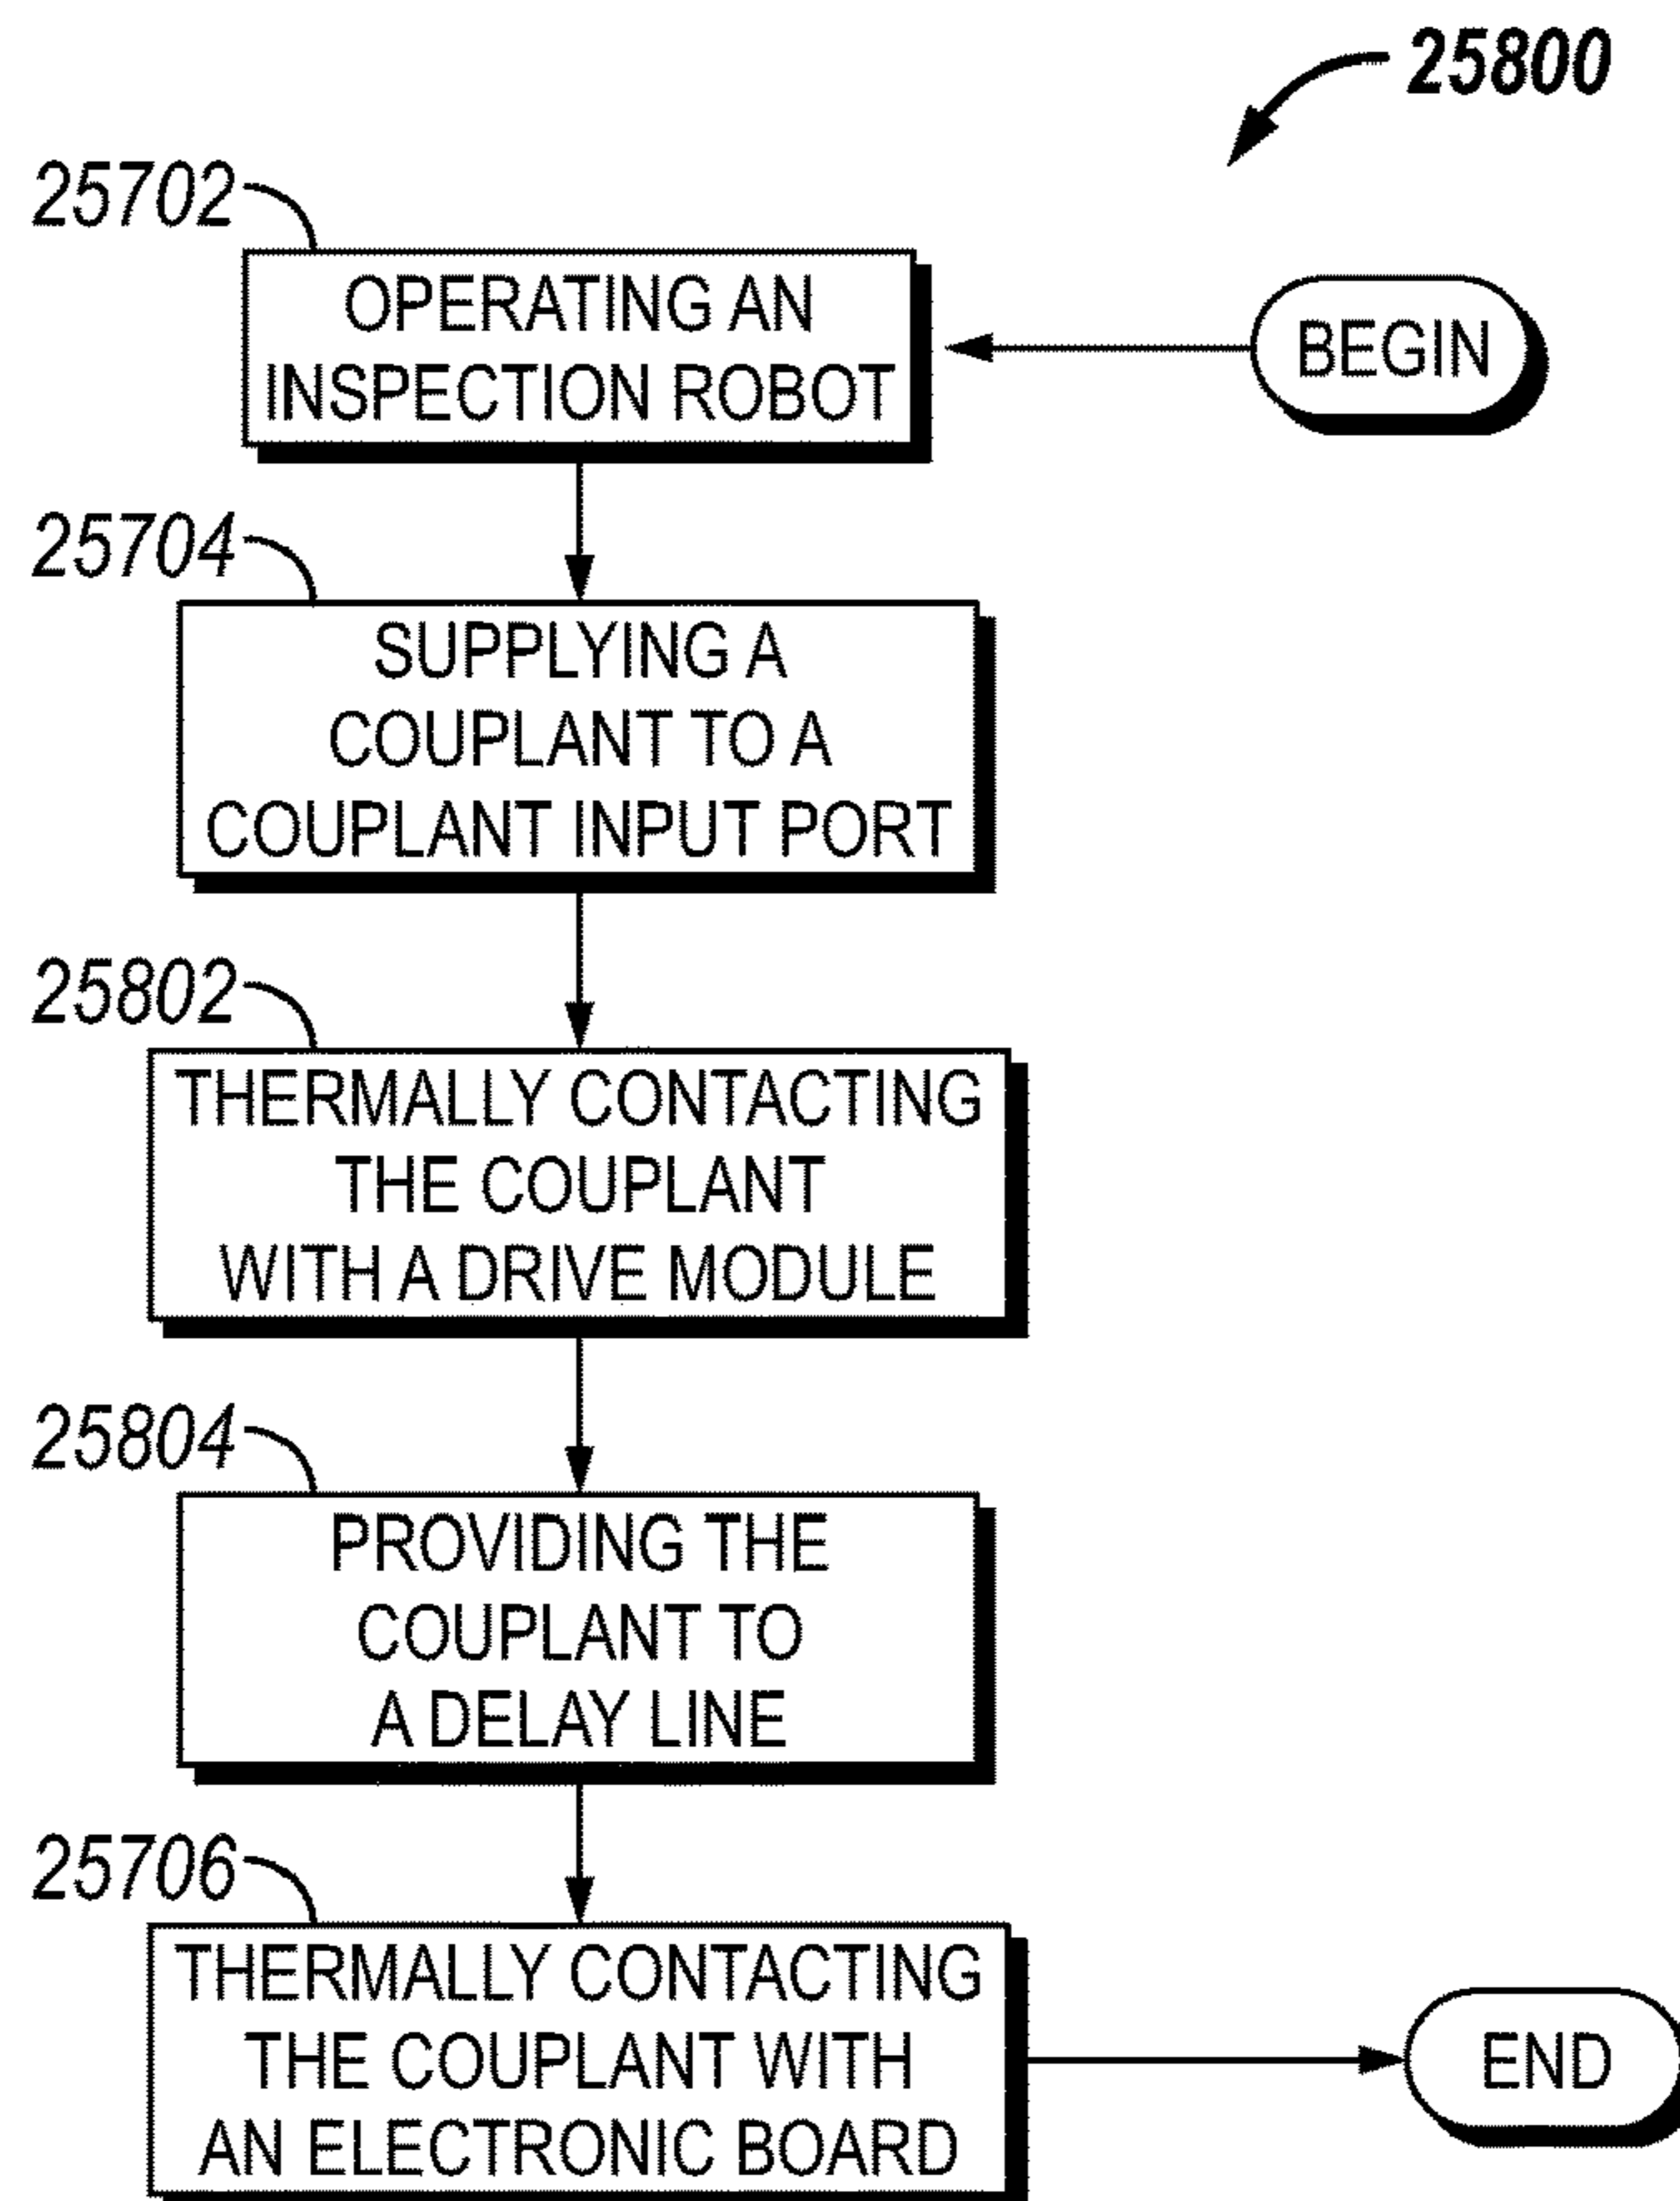 25800
25702
OPERATING AN
INSPECTION ROBOT
BEGIN
25704
SUPPLYING A
COUPLANT TO A
COUPLANT INPUT PORT
25802
THERMALLY CONTACTING
THE COUPLANT
WITH A DRIVE MODULE
25804
PROVIDING THE
COUPLANT TO
A DELAY LINE
25706
THERMALLY CONTACTING
THE COUPLANT WITH
AN ELECTRONIC BOARD
END